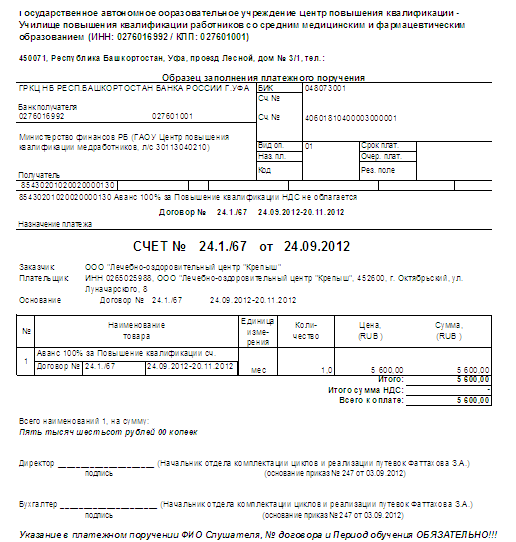 Государственное автономное образовательное учреждение Центр повышения квалификации -
Училище повышения квалификации работников со средним медицинским и фармацевтическим
образованием (ИНН: 0276016992 / КПП: 027601001)
450071, Республика Башкортостан, Уфа, проезд Лесной, дом № 3/1, тел.:
Образец заполнения платежного поручения
ГРКЦ НБ РЕСП.БАШКОРТОСТАН БАНКА РОССИИ Г.УФА БИК 048073001
Сч. №
Банк получателя
0276016992 027601001 Сч. № 40601810400003000001
Министерство финансов РБ (ГАОУ Центр повышения
квалификации медработников, л/с 30113040210) Вид оп. 01 Срок плат.
Наз. пл. Очер. плат.
Код Рез. поле
Получатель
85430201020020000130
85430201020020000130 Аванс 100% за Повышение квалификации НДС не облагается
Договор № 24.1./67 24.09.2012-20.11.2012
Назначение платежа
СЧЕТ № 24.1./67 от 24.09.2012
Заказчик ООО "Лечебно-оздоровительный центр "Крепыш"
Плательщик ИНН 0265025988, ООО "Лечебно-оздоровительный центр "Крепыш", 452600, г. Октябрьский, ул.
Луначарского, 8
Основание Договор № 24.1./67 24.09.2012-20.11.2012
№ Наименование товара Единица изме-рения Коли-чество Цена, (RUB ) Сумма, (RUB )
1 Аванс 100% за Повышение квалификации сч.
Договор № 24.1./67 24.09.2012-20.11.2012 мес 1,0 5 600,00 5 600,00
Итого: 5 600,00
Итого сумма НДС: -
Всего к оплате: 5 600,00
Всего наименований 1, на сумму:
Пять тысяч шестьсот рублей 00 копеек
Директор ____________________ (Начальник отдела комплектации циклов и реализации путевок Фаттахова З.А.)
подпись (основание приказ № 247 от 03.09.2012)
Бухгалтер ____________________ (Начальник отдела комплектации циклов и реализации путевок Фаттахова З.А.)
подпись (основание приказ № 247 от 03.09.2012)
Указание в платежном поручении ФИО Слушателя, № договора и Период обучения ОБЯЗАТЕЛЬНО!!!